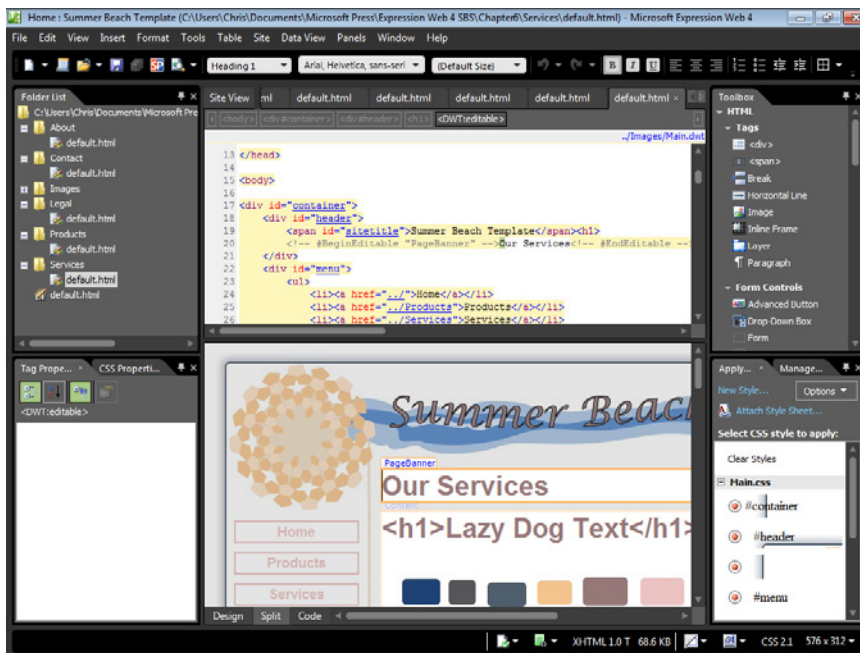 Home : Summer Beach Template (C:\Users\Chris\Documents\Microsoft Press\Expression Web 4 SBS\Chapter6\Services\default.html) - Microsoft Expression Web 4
File Edit View Insert Format Tools Table Site Data View Panels Window Help
Heading 1 Arial, Helvetica, sans-seri (Default Size) B I U
Folder List
C:\Users\Chris\Documents\Microsoft Pre
About
default.html
Contact
default.html
Images
Legal
default.html
Products
default.html
Services
default.html
default.html
Tag Prope... × CSS Properti...
<DWT:editable>
Site View ml default.html default.html default.html default.html default.html ×
<body> <div#container> <div#header> <h1> <DWT:editable>
../Images/Main.dwt
13 </head>
14
15 <body>
16
17 <div id="container">
18 <div id="header">
19 <span id="sitetitle">Summer Beach Template</span><h1>
20 <!-- #BeginEditable "PageBanner" -->Our Services<!-- #EndEditable --
21 </div>
22 <div id="menu">
23 <ul>
24 <li><a href="../">Home</a></li>
25 <li><a href="../Products">Products</a></li>
26 <li><a href="../Services">Services</a></li>
Summer Beach
PageBanner
Our Services
Content
<h1>Lazy Dog Text</h1>
Home
Products
Services
Design Split Code
Toolbox
HTML
Tags
<div>
<span>
Break
Horizontal Line
Image
Inline Frame
Layer
Paragraph
Form Controls
Advanced Button
Drop-Down Box
Form
Apply... × Manage...
New Style... Options
Attach Style Sheet...
Select CSS style to apply:
Clear Styles
Main.css
#container
#header
#menu
XHTML 1.0 T 68.6 KB CSS 2.1 576 x 312